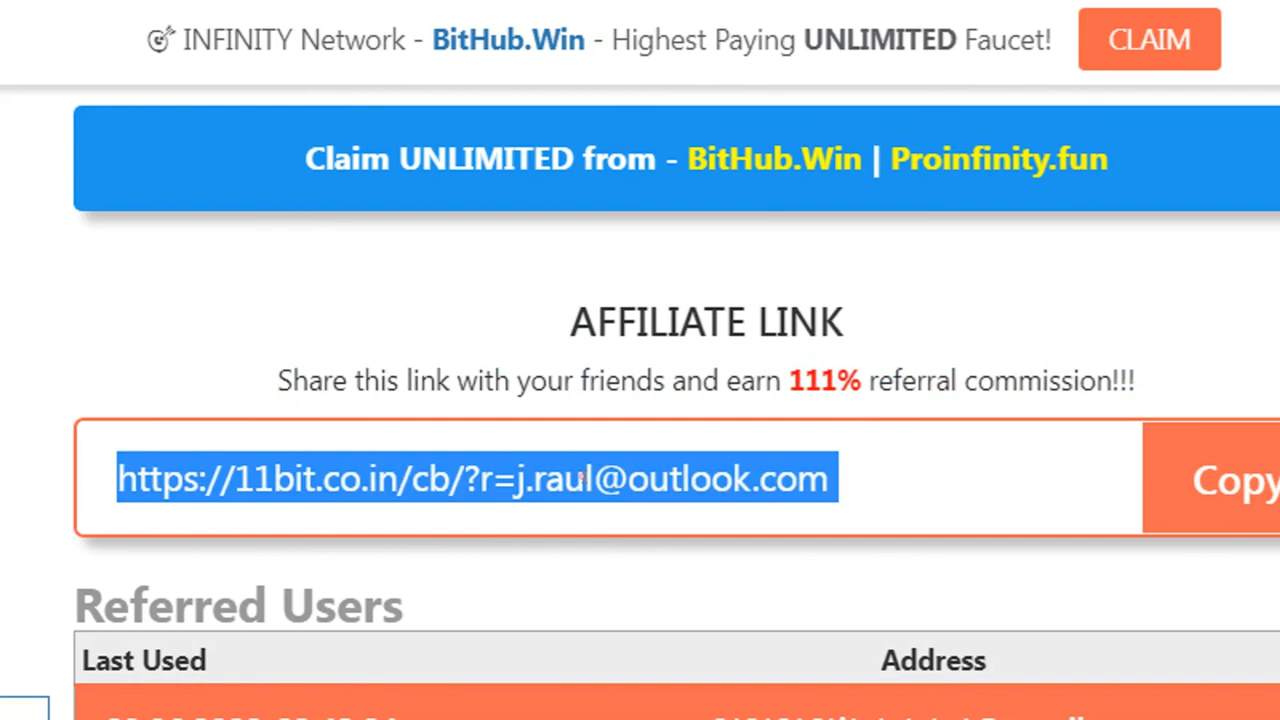 INFINITY Network - BitHub.Win - Highest Paying UNLIMITED Faucet! CLAIM
Claim UNLIMITED from - BitHub.Win | Proinfinity.fun
AFFILIATE LINK
Share this link with your friends and earn 111% referral commission!!!
https://11bit.co.in/cb/?r=j.raul@outlook.com Copy
Referred Users
Last Used Address